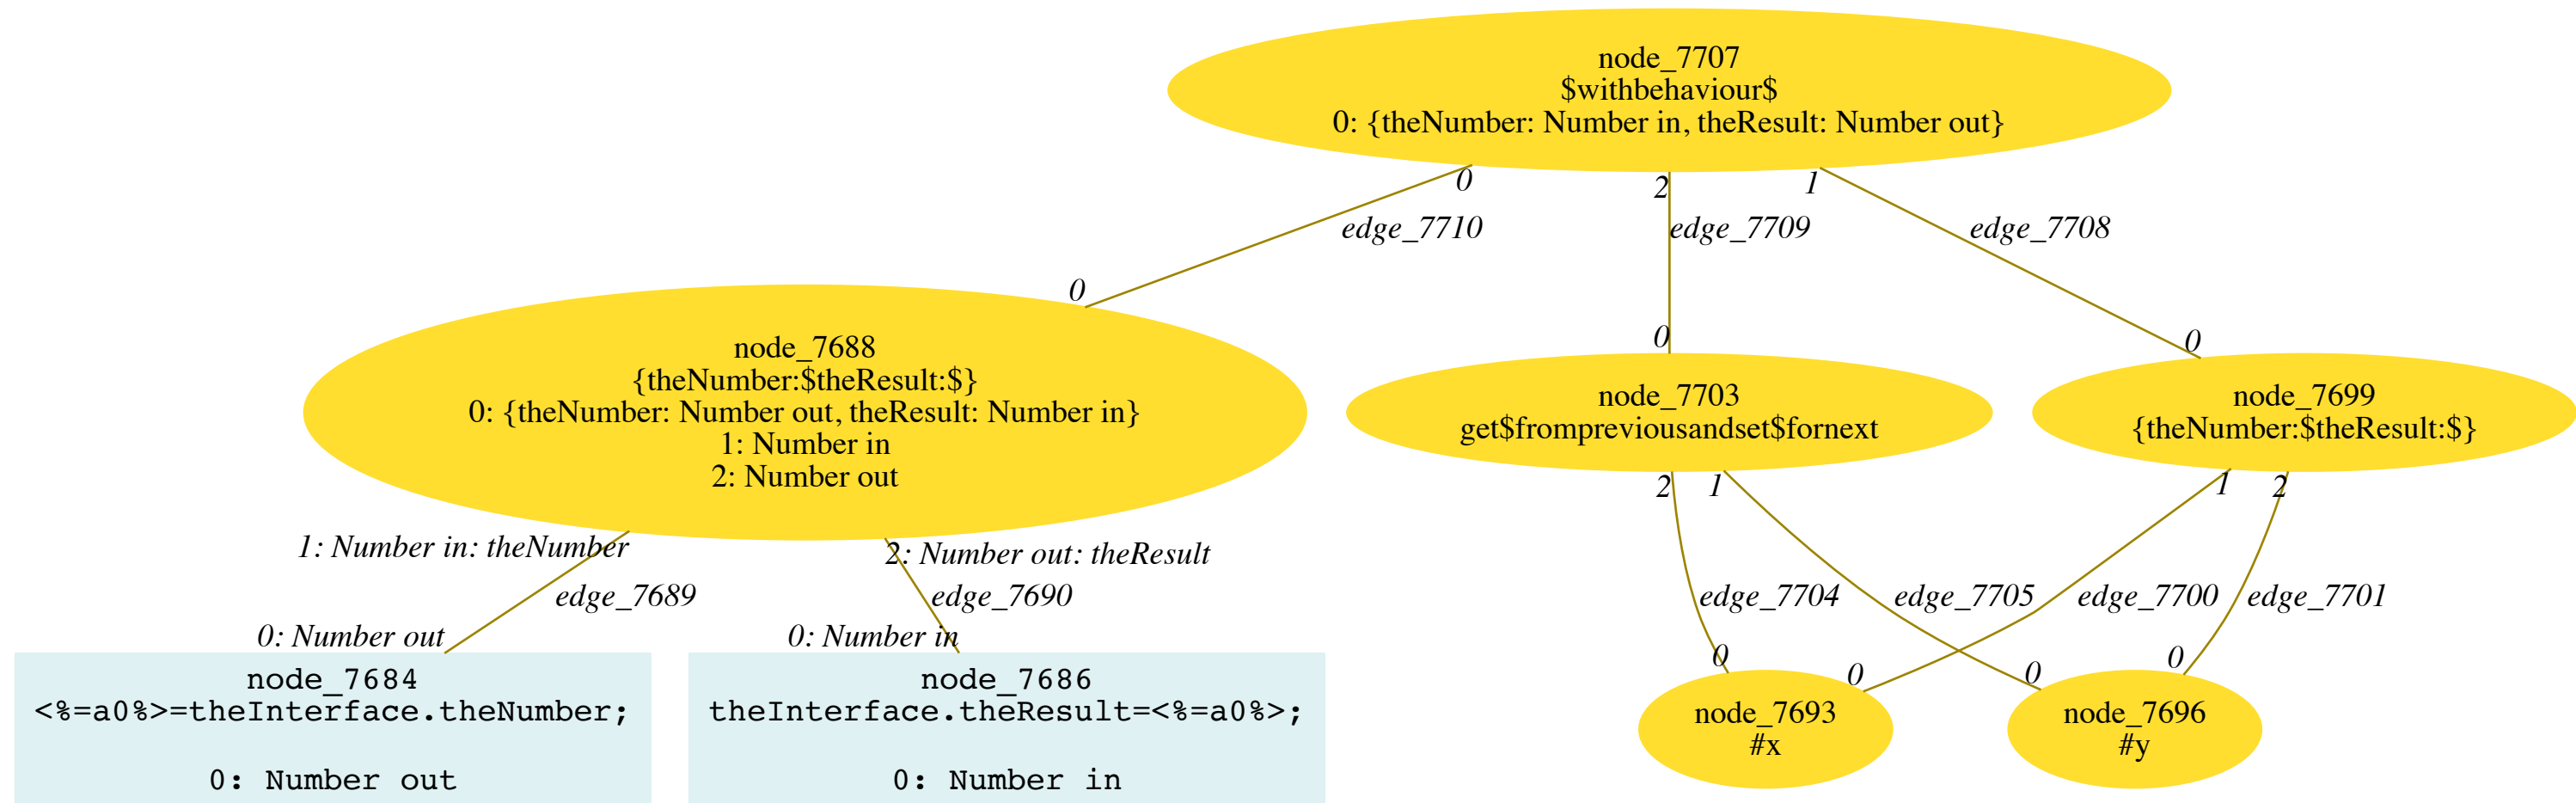 node_7707
$withbehaviour$
0: {theNumber: Number in, theResult: Number out}
0
2
1
edge_7710
edge_7709
edge_7708
0
0
0
node_7688
{theNumber:$theResult:$}
0: {theNumber: Number out, theResult: Number in}
1: Number in
2: Number out
node_7703
get$frompreviousandset$fornext
node_7699
{theNumber:$theResult:$}
2
1
1
2
1: Number in: theNumber
2: Number out: theResult
edge_7689
edge_7690
edge_7704
edge_7705
edge_7700
edge_7701
0: Number out
0: Number in
0
0
0
0
node_7684
<%=a0%>=theInterface.theNumber;
0: Number out
node_7686
theInterface.theResult=<%=a0%>;
0: Number in
node_7693
#x
node_7696
#y